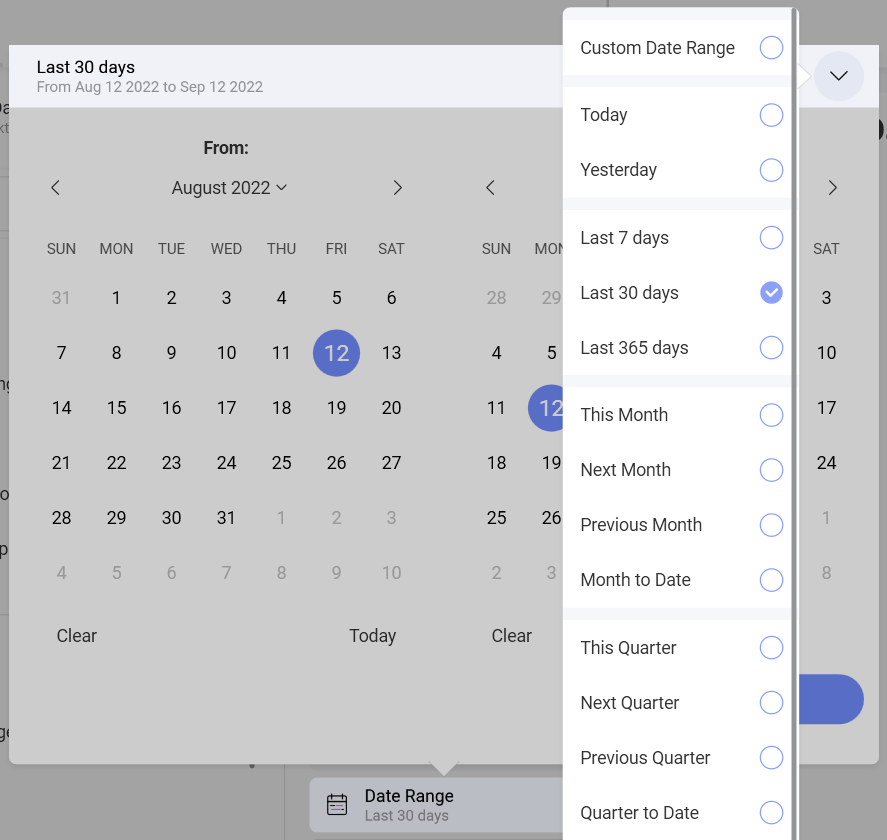 Last 30 days
From Aug 12 2022 to Sep 12 2022
From:
August 2022
SUN MON TUE WED THU FRI SAT
31 1 2 3 4 5 6
7 8 9 10 11 12 13
14 15 16 17 18 19 20
21 22 23 24 25 26 27
28 29 30 31 1 2 3
4 5 6 7 8 9 10
Clear Today
SUN MON SAT
28 29 3
4 5 10
11 12 17
18 19 24
25 26 1
2 3 8
Clear
Custom Date Range
Today
Yesterday
Last 7 days
Last 30 days
Last 365 days
This Month
Next Month
Previous Month
Month to Date
This Quarter
Next Quarter
Previous Quarter
Quarter to Date
Date Range
Last 30 days